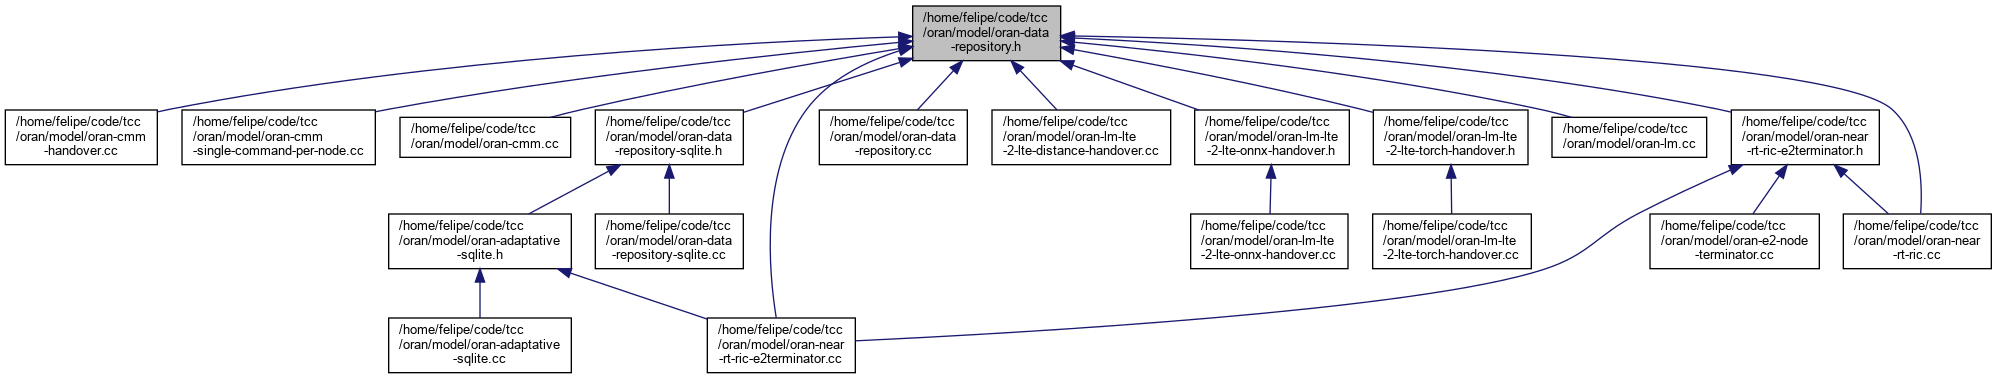 /home/felipe/code/tcc
/oran/model/oran-data
-repository.h
/home/felipe/code/tcc
/oran/model/oran-cmm
-handover.cc
/home/felipe/code/tcc
/oran/model/oran-cmm
-single-command-per-node.cc
/home/felipe/code/tcc
/oran/model/oran-cmm.cc
/home/felipe/code/tcc
/oran/model/oran-data
-repository-sqlite.h
/home/felipe/code/tcc
/oran/model/oran-data
-repository.cc
/home/felipe/code/tcc
/oran/model/oran-lm-lte
-2-lte-distance-handover.cc
/home/felipe/code/tcc
/oran/model/oran-lm-lte
-2-lte-onnx-handover.h
/home/felipe/code/tcc
/oran/model/oran-lm-lte
-2-lte-torch-handover.h
/home/felipe/code/tcc
/oran/model/oran-lm.cc
/home/felipe/code/tcc
/oran/model/oran-near
-rt-ric-e2terminator.h
/home/felipe/code/tcc
/oran/model/oran-adaptative
-sqlite.h
/home/felipe/code/tcc
/oran/model/oran-data
-repository-sqlite.cc
/home/felipe/code/tcc
/oran/model/oran-lm-lte
-2-lte-onnx-handover.cc
/home/felipe/code/tcc
/oran/model/oran-lm-lte
-2-lte-torch-handover.cc
/home/felipe/code/tcc
/oran/model/oran-e2-node
-terminator.cc
/home/felipe/code/tcc
/oran/model/oran-near
-rt-ric.cc
/home/felipe/code/tcc
/oran/model/oran-adaptative
-sqlite.cc
/home/felipe/code/tcc
/oran/model/oran-near
-rt-ric-e2terminator.cc